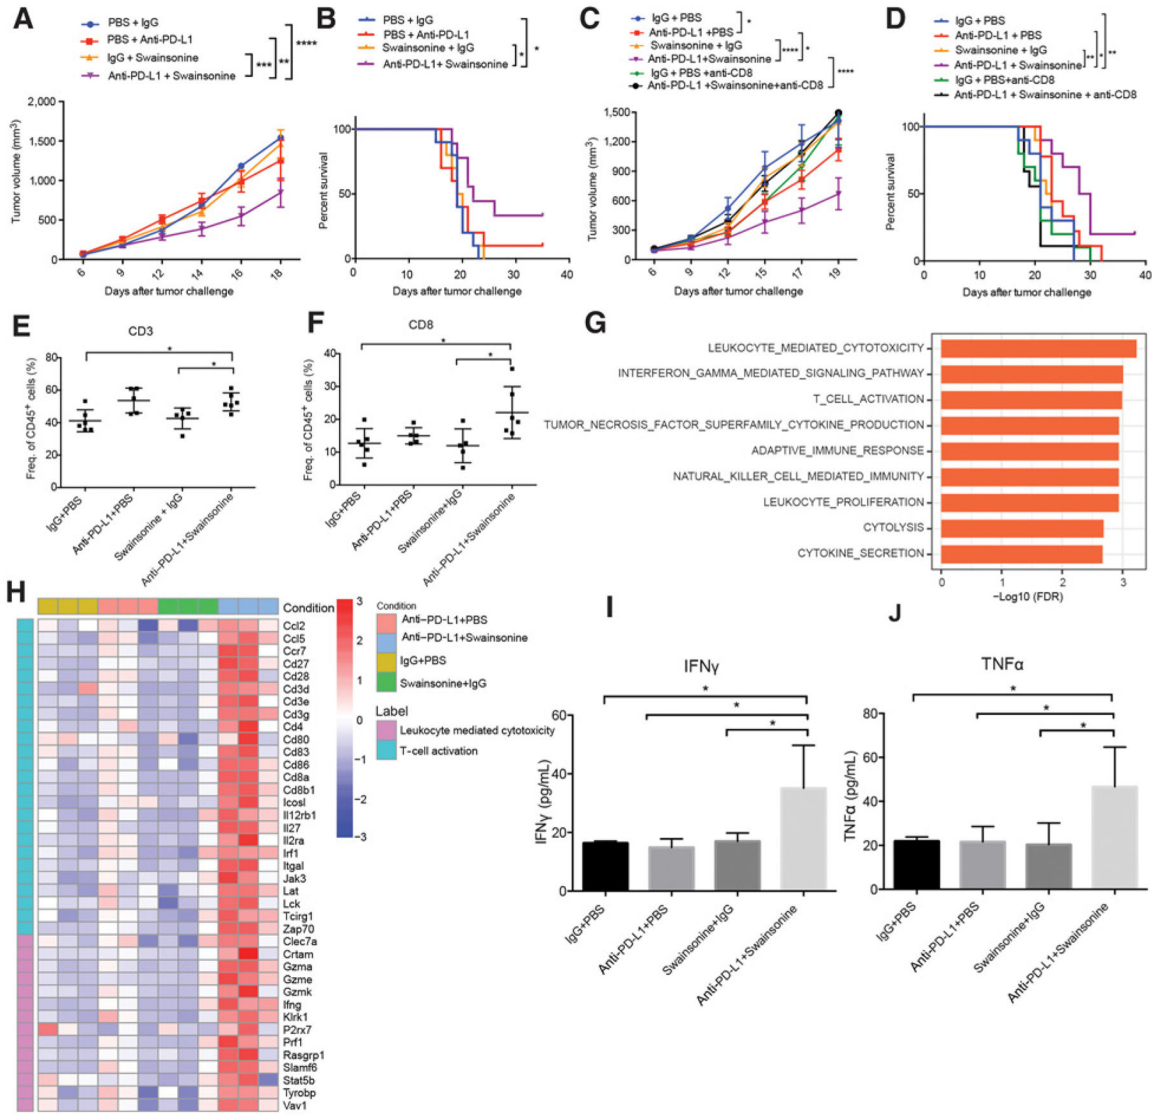 A
PBS + IgG
PBS + Anti-PD-L1
IgG + Swainsonine
Anti-PD-L1 + Swainsonine
*** ** ****
Tumor volume (mm³)
2,000
1,500
1,000
500
0
6 9 12 14 16 18
Days after tumor challenge
B
PBS + IgG
PBS + Anti-PD-L1
Swainsonine + IgG
Anti-PD-L1+ Swainsonine
* *
Percent survival
100
50
0
0 10 20 30 40
Days after tumor challenge
C
IgG + PBS
Anti-PD-L1 +PBS
Swainsonine + IgG
Anti-PD-L1+Swainsonine
IgG + PBS +anti-CD8
Anti-PD-L1 +Swainsonine+anti-CD8
*
**** *
****
Tumor volume (mm³)
1,500
1,200
900
600
300
0
6 9 12 15 17 19
Days after tumor challenge
D
IgG + PBS
Anti-PD-L1 + PBS
Swainsonine + IgG
Anti-PD-L1 + Swainsonine
IgG + PBS+anti-CD8
Anti-PD-L1 + Swainsonine + anti-CD8
** * **
Percent survival
100
50
0
0 10 20 30 40
Days after tumor challenge
E
CD3
Freq. of CD45⁺ cells (%)
80
60
40
20
0
*
*
IgG+PBS
Anti-PD-L1+PBS
Swainsonine + IgG
Anti-PD-L1+Swainsonine
F
CD8
Freq. of CD45⁺ cells (%)
40
30
20
10
0
*
*
IgG+PBS
Anti-PD-L1+PBS
Swainsonine+IgG
Anti-PD-L1+Swainsonine
G
LEUKOCYTE_MEDIATED_CYTOTOXICITY
INTERFERON_GAMMA_MEDIATED_SIGNALING_PATHWAY
T_CELL_ACTIVATION
TUMOR_NECROSIS_FACTOR_SUPERFAMILY_CYTOKINE_PRODUCTION
ADAPTIVE_IMMUNE_RESPONSE
NATURAL_KILLER_CELL_MEDIATED_IMMUNITY
LEUKOCYTE_PROLIFERATION
CYTOLYSIS
CYTOKINE_SECRETION
0 1 2 3
−Log10 (FDR)
H
Condition
Ccl2
Ccl5
Ccr7
Cd27
Cd28
Cd3d
Cd3e
Cd3g
Cd4
Cd80
Cd83
Cd86
Cd8a
Cd8b1
Icosl
Il12rb1
Il27
Il2ra
Irf1
Itgal
Jak3
Lat
Lck
Tcirg1
Zap70
Clec7a
Crtam
Gzma
Gzme
Gzmk
Ifng
Klrk1
P2rx7
Prf1
Rasgrp1
Slamf6
Stat5b
Tyrobp
Vav1
3
2
1
0
−1
−2
−3
Condition
Anti−PD-L1+PBS
Anti−PD-L1+Swainsonine
IgG+PBS
Swainsonine+IgG
Label
Leukocyte mediated cytotoxicity
T-cell activation
I
IFNγ
*
*
*
IFNγ (pg/mL)
60
40
20
0
IgG+PBS
Anti-PD-L1+PBS
Swainsonine+IgG
Anti-PD-L1+Swainsonine
J
TNFα
*
*
*
TNFα (pg/mL)
80
60
40
20
0
IgG+PBS
Anti-PD-L1+PBS
Swainsonine+IgG
Anti-PD-L1+Swainsonine